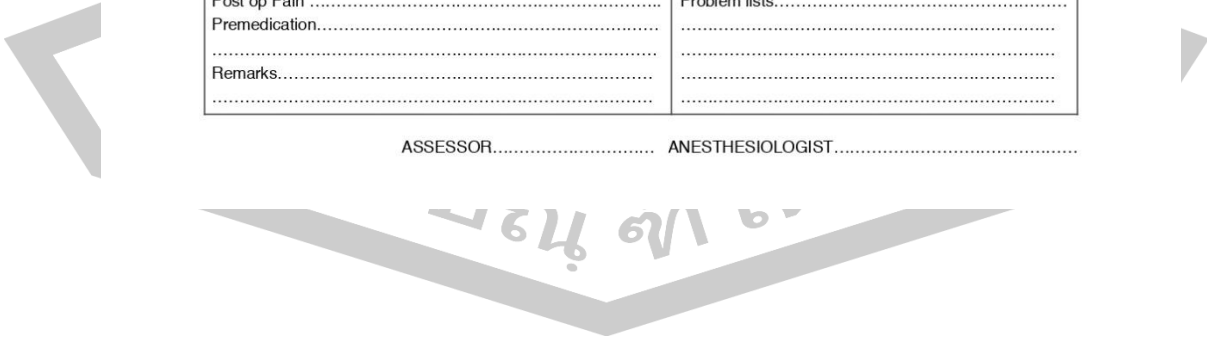 Post op Pain ........................................................................ Problem lists..............................................................
Premedication........................................................................ ................................................................................
................................................................................ ................................................................................
Remarks................................................................................ ................................................................................
................................................................................ ................................................................................
ASSESSOR.............................. ANESTHESIOLOGIST..............................................